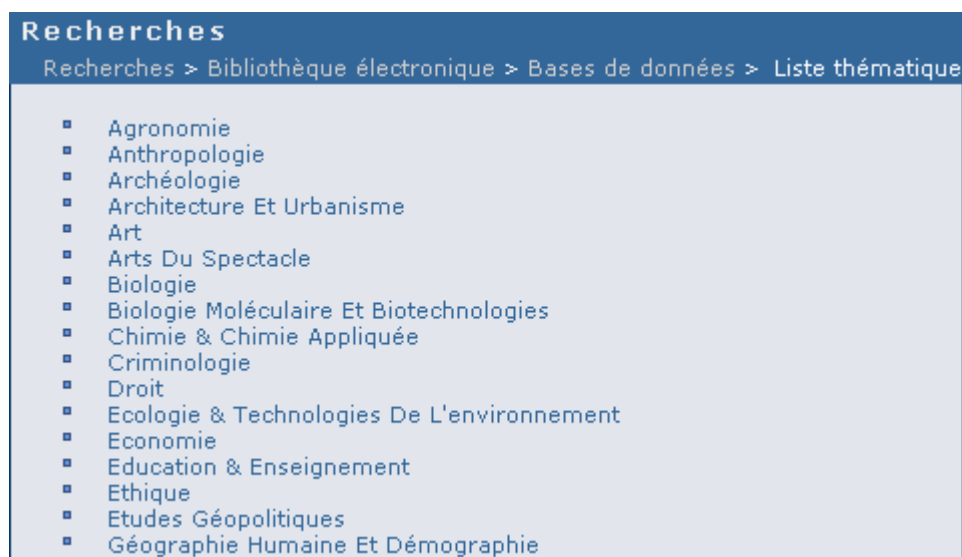 Recherches
Recherches > Bibliothèque électronique > Bases de données > Liste thématique
Agronomie
Anthropologie
Archéologie
Architecture Et Urbanisme
Art
Arts Du Spectacle
Biologie
Biologie Moléculaire Et Biotechnologies
Chimie & Chimie Appliquée
Criminologie
Droit
Ecologie & Technologies De L'environnement
Economie
Education & Enseignement
Ethique
Etudes Géopolitiques
Géographie Humaine Et Démographie